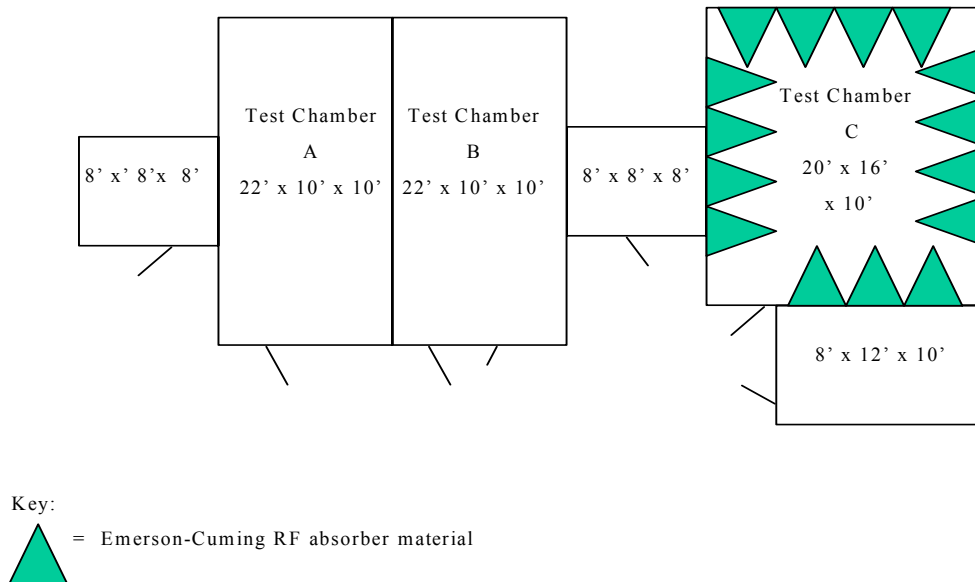 8’ x’ 8’x 8’
Test Chamber
A
22’ x 10’ x 10’
Test Chamber
B
22’ x 10’ x 10’
8’ x 8’ x 8’
Test Chamber
C
20’ x 16’
x 10’
8’ x 12’ x 10’
Key:
= Emerson-Cuming RF absorber material